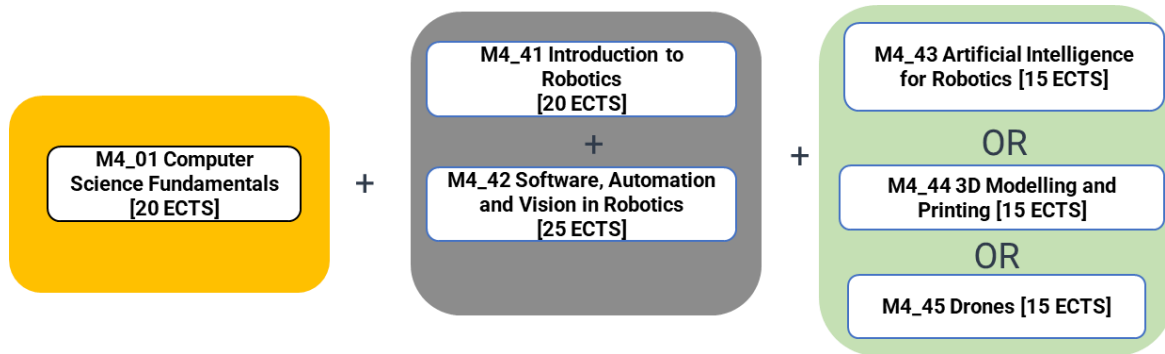 M4_01 Computer
Science Fundamentals
[20 ECTS]
+
M4_41 Introduction to
Robotics
[20 ECTS]
+
M4_42 Software, Automation
and Vision in Robotics
[25 ECTS]
+
M4_43 Artificial Intelligence
for Robotics [15 ECTS]
OR
M4_44 3D Modelling and
Printing [15 ECTS]
OR
M4_45 Drones [15 ECTS]